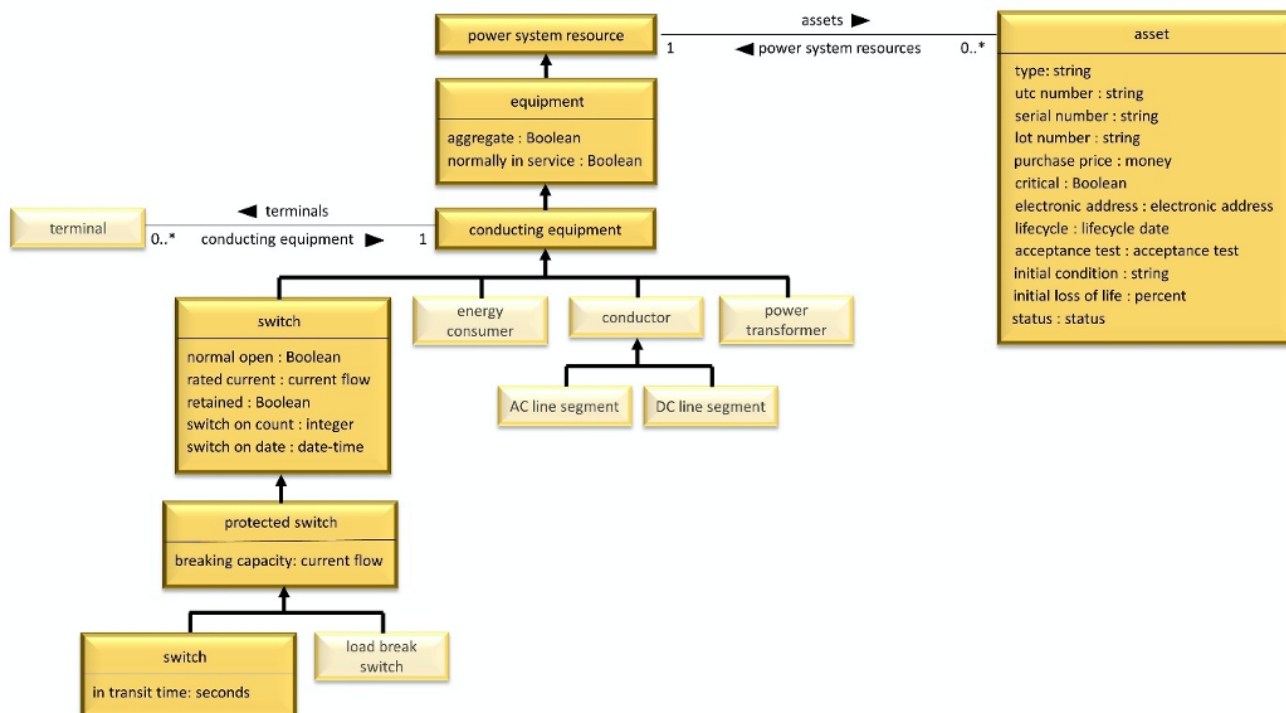 power system resource
assets ►
1
◄ power system resources
0..*
asset
type: string
utc number : string
serial number : string
lot number : string
purchase price : money
critical : Boolean
electronic address : electronic address
lifecycle : lifecycle date
acceptance test : acceptance test
initial condition : string
initial loss of life : percent
status : status
equipment
aggregate : Boolean
normally in service : Boolean
terminal
◄ terminals
0..*
conducting equipment ►
1
conducting equipment
switch
normal open : Boolean
rated current : current flow
retained : Boolean
switch on count : integer
switch on date : date-time
energy
consumer
conductor
power
transformer
AC line segment
DC line segment
protected switch
breaking capacity: current flow
switch
in transit time: seconds
load break
switch